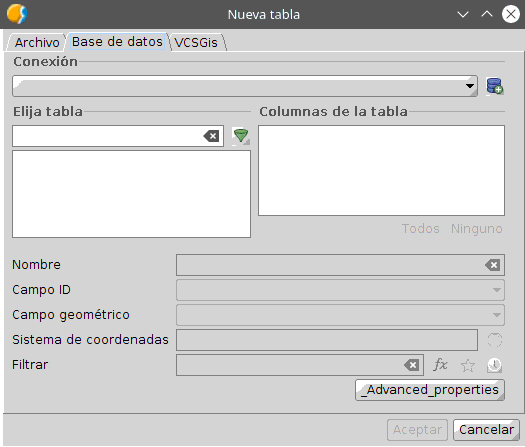 Nueva tabla
Archivo Base de datos VCSGis
Conexión
Elija tabla Columnas de la tabla
Todos Ninguno
Nombre
Campo ID
Campo geométrico
Sistema de coordenadas
Filtrar fx
_Advanced_properties
Aceptar Cancelar